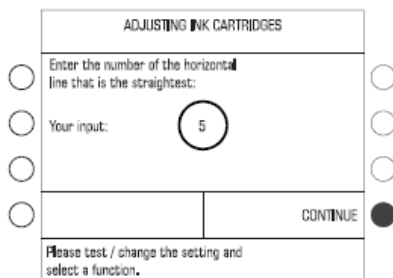 ADJUSTING INK CARTRIDGES
Enter the number of the horizontal
line that is the straightest:
Your input:
5
CONTINUE
Please test / change the setting and
select a function.